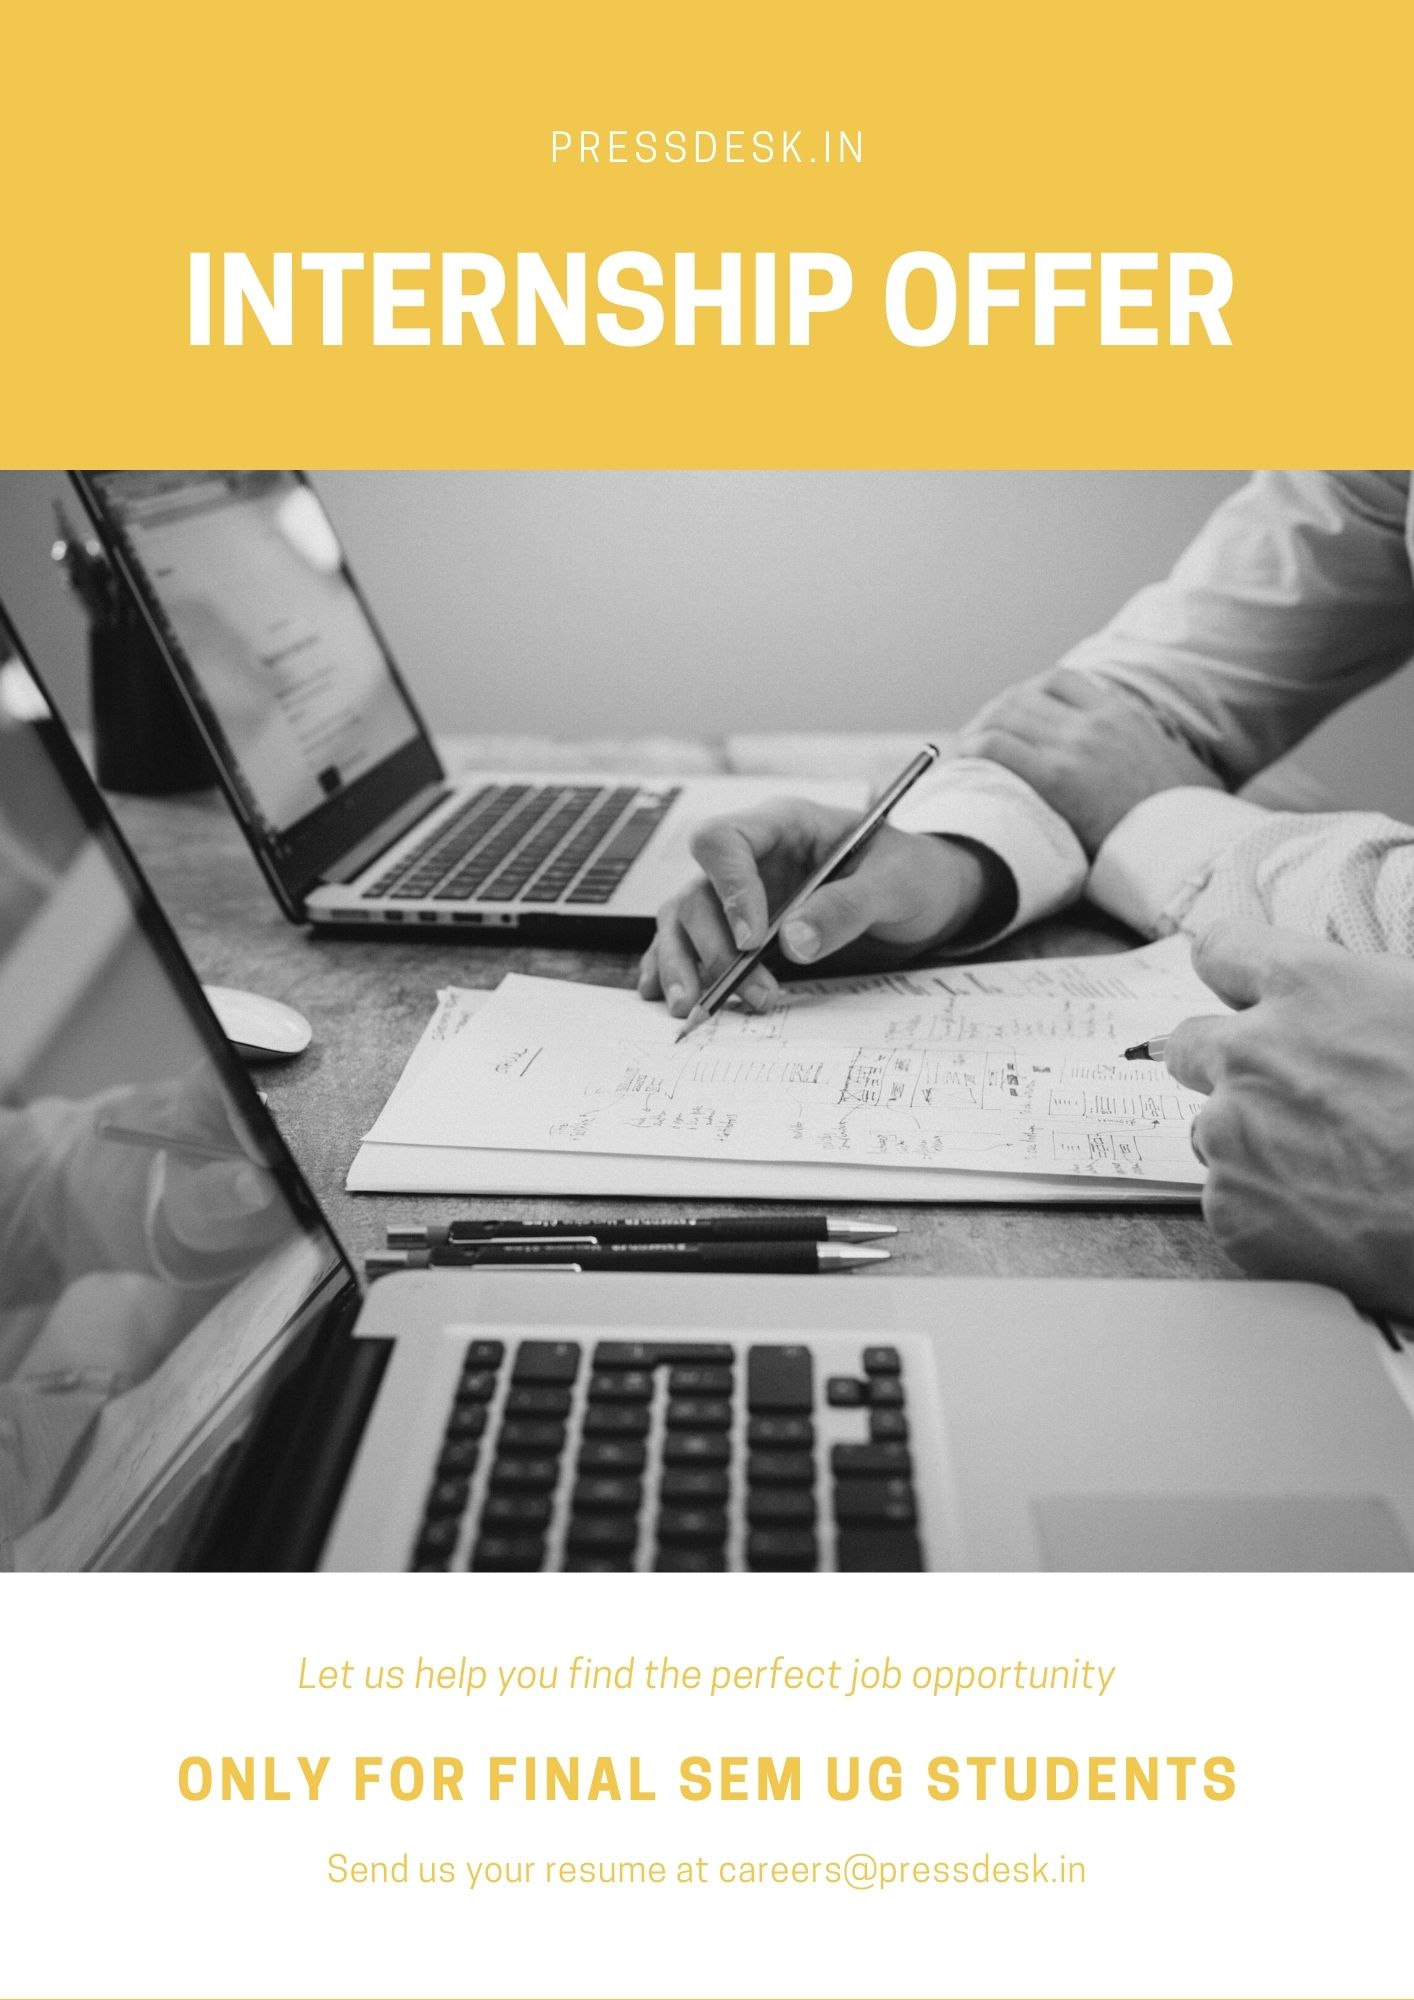 PRESSDESK.IN
INTERNSHIP OFFER
Let us help you find the perfect job opportunity
ONLY FOR FINAL SEM UG STUDENTS
Send us your resume at careers@pressdesk.in